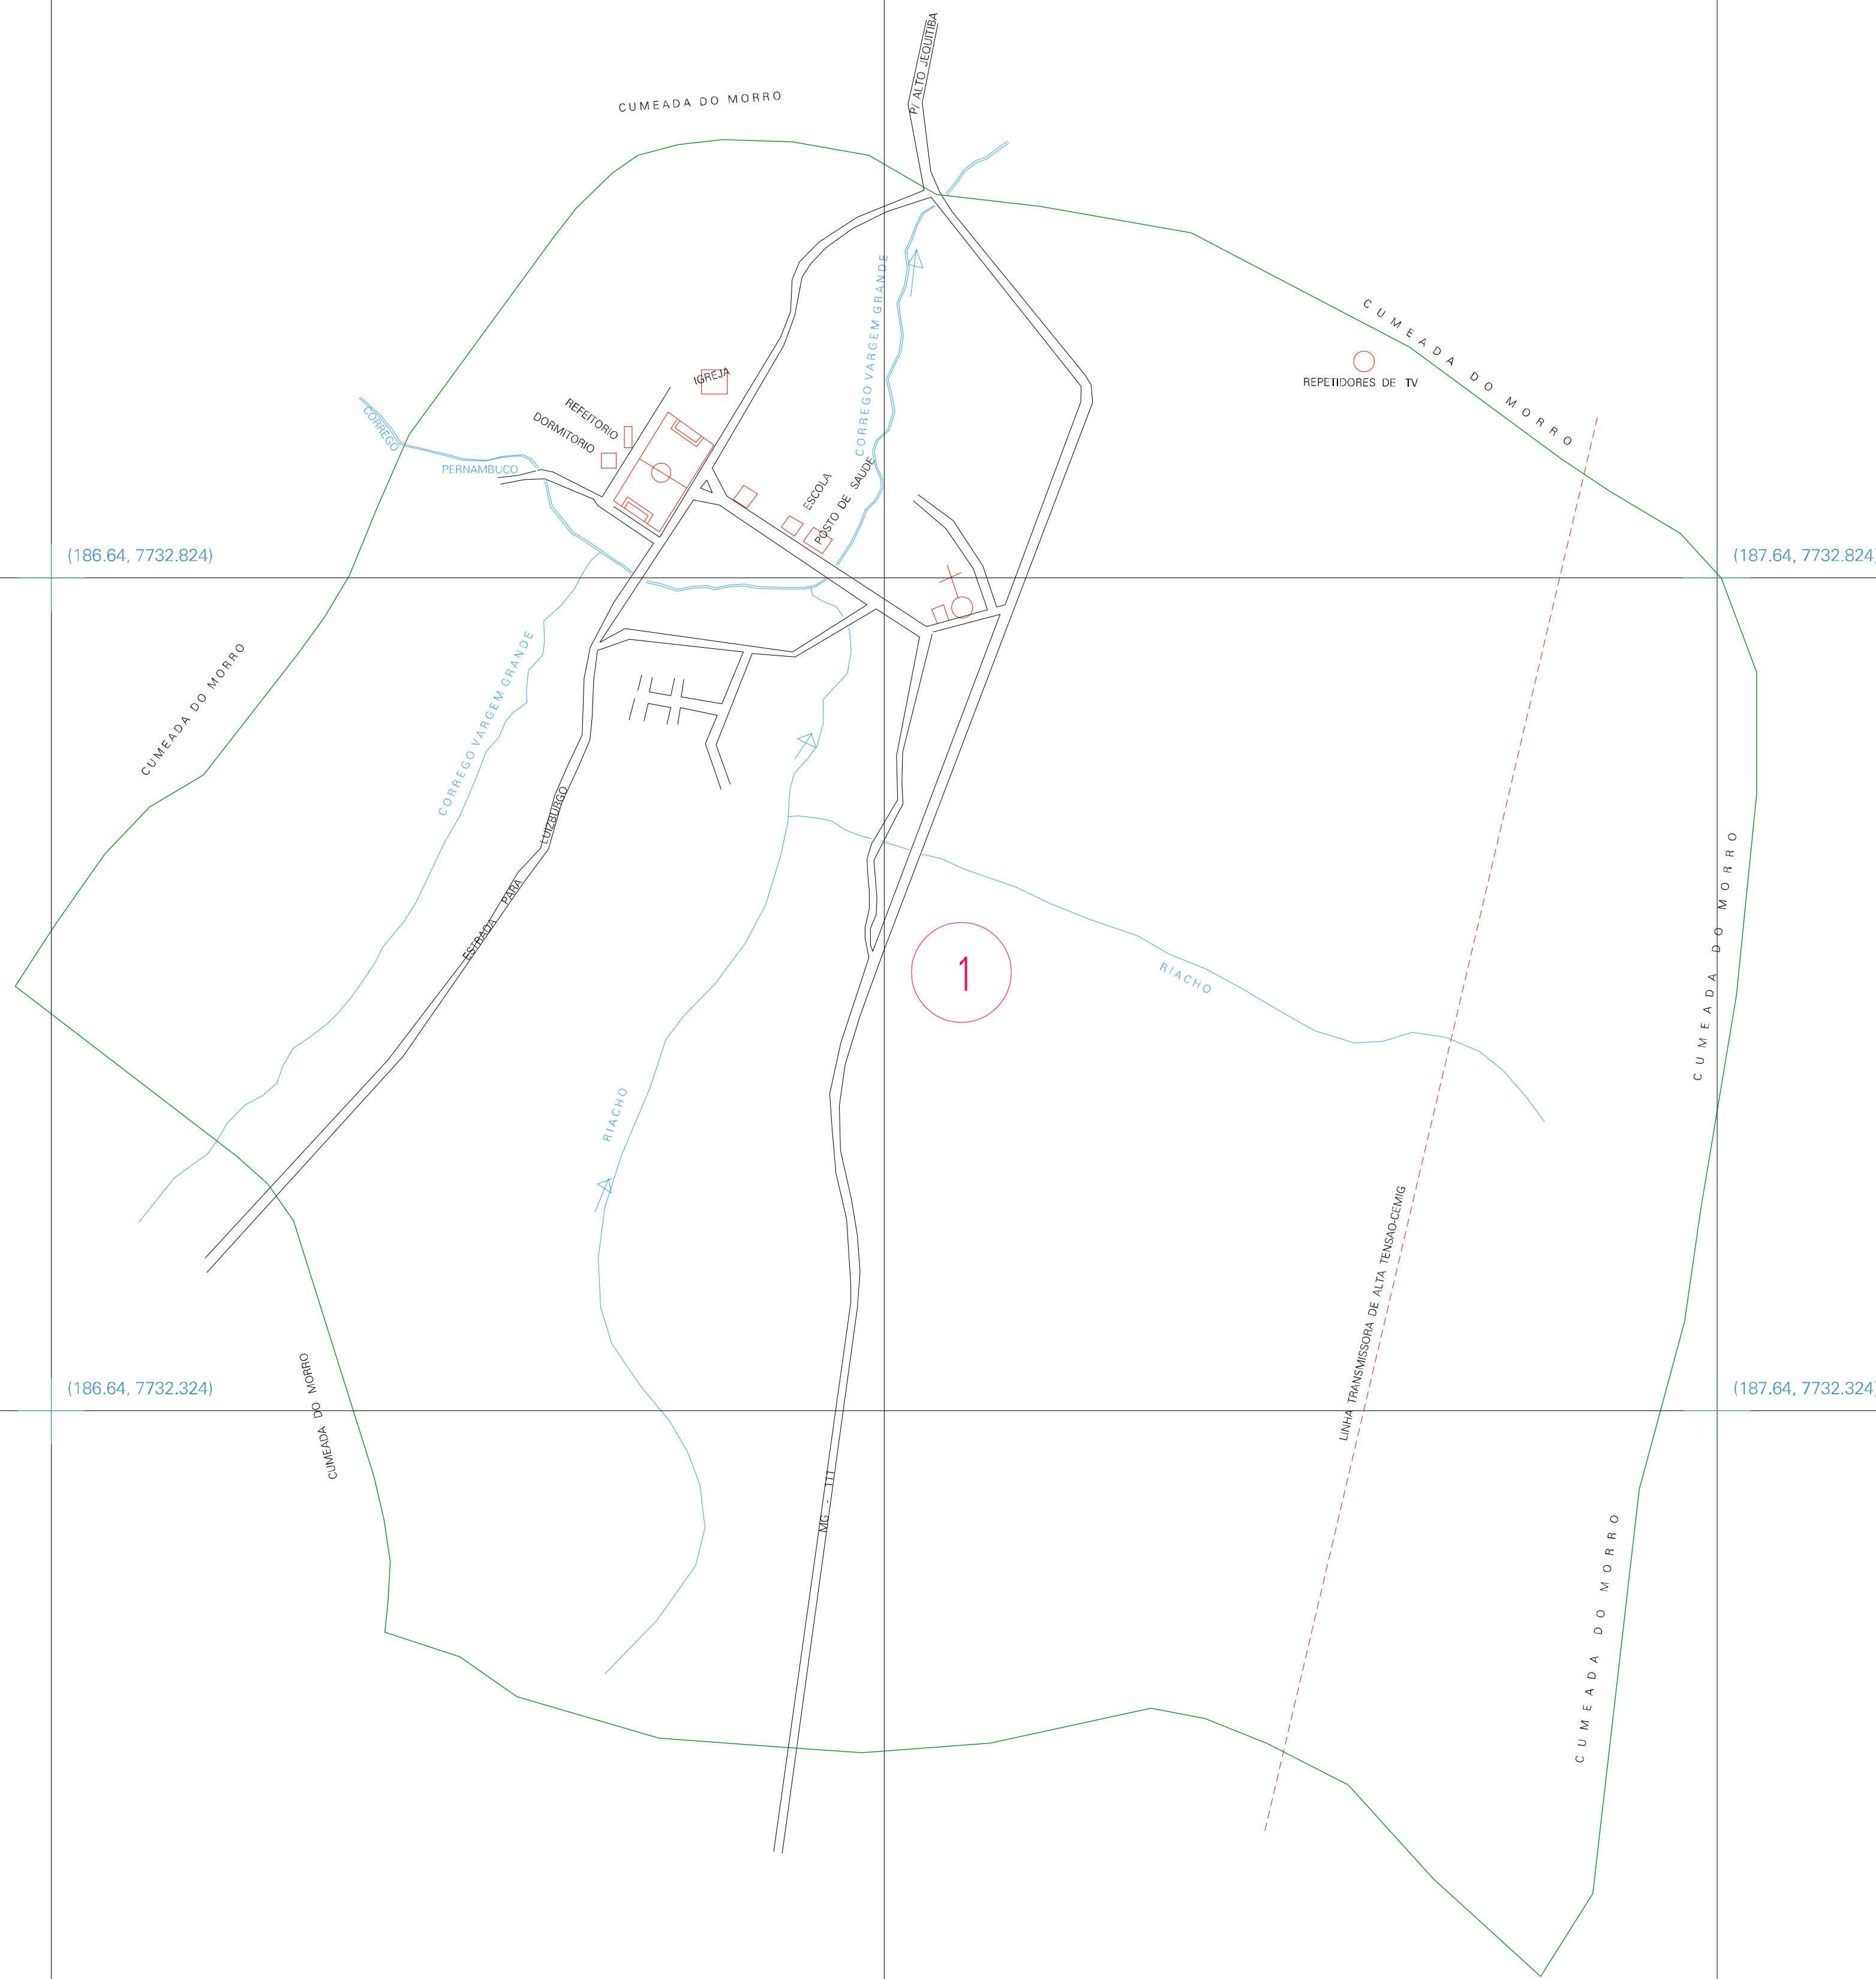 P/ ALTO JEQUITIBA
CUMEADA DO MORRO
CORREGO VARGEM GRANDE
CUMEADA DO MORRO
IGREJA
REPETIDORES DE TV
REFEITORIO
DORMITORIO
CORREGO
PERNAMBUCO
ESCOLA
POSTO DE SAUDE
(186.64, 7732.824)
(187.64, 7732.824)
CUMEADA DO MORRO
CORREGO VARGEM GRANDE
ESTRADA PARA LUIZBURGO
CUMEADA DO MORRO
1
RIACHO
RIACHO
LINHA TRANSMISSORA DE ALTA TENSAO-CEMIG
(186.64, 7732.324)
(187.64, 7732.324)
CUMEADA DO MORRO
MG - 111
CUMEADA DO MORRO